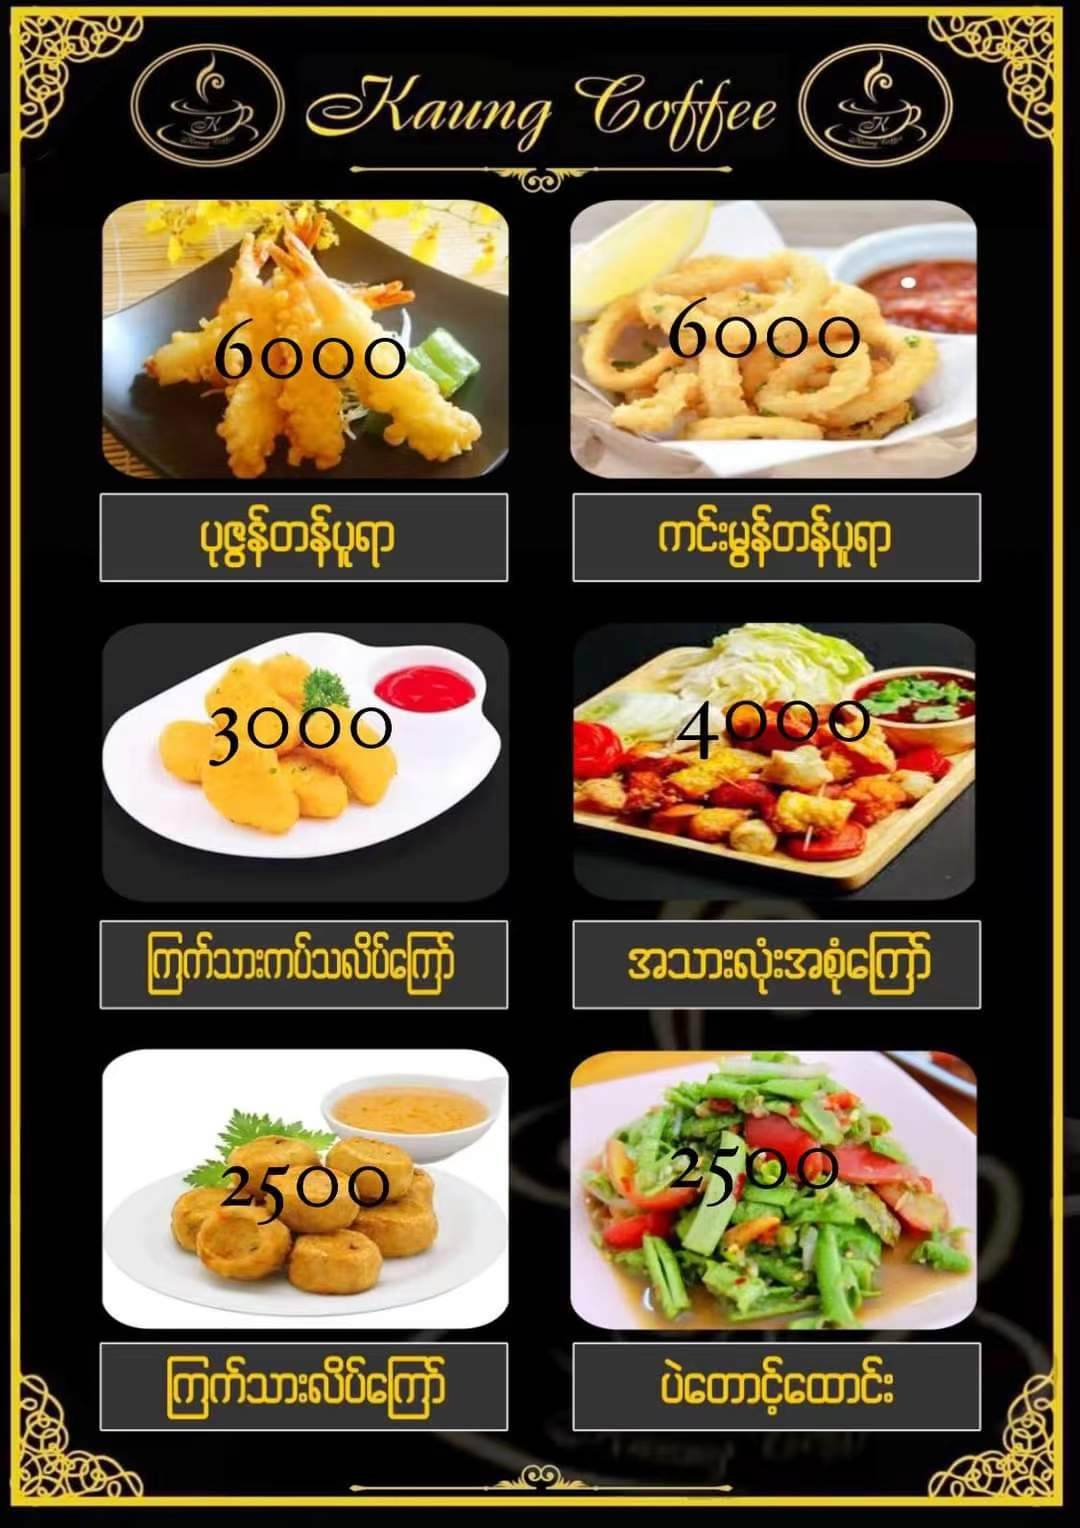 Kaung Coffee
6000
6000
ပုဇွန်တန်ပူရာ
ကင်းမွန်တန်ပူရာ
3000
4000
ကြက်သားကပ်သလိပ်ကြော်
အသားလုံးအစုံကြော်
2500
2500
ကြက်သားလိပ်ကြော်
ပဲတောင့်ထောင်း